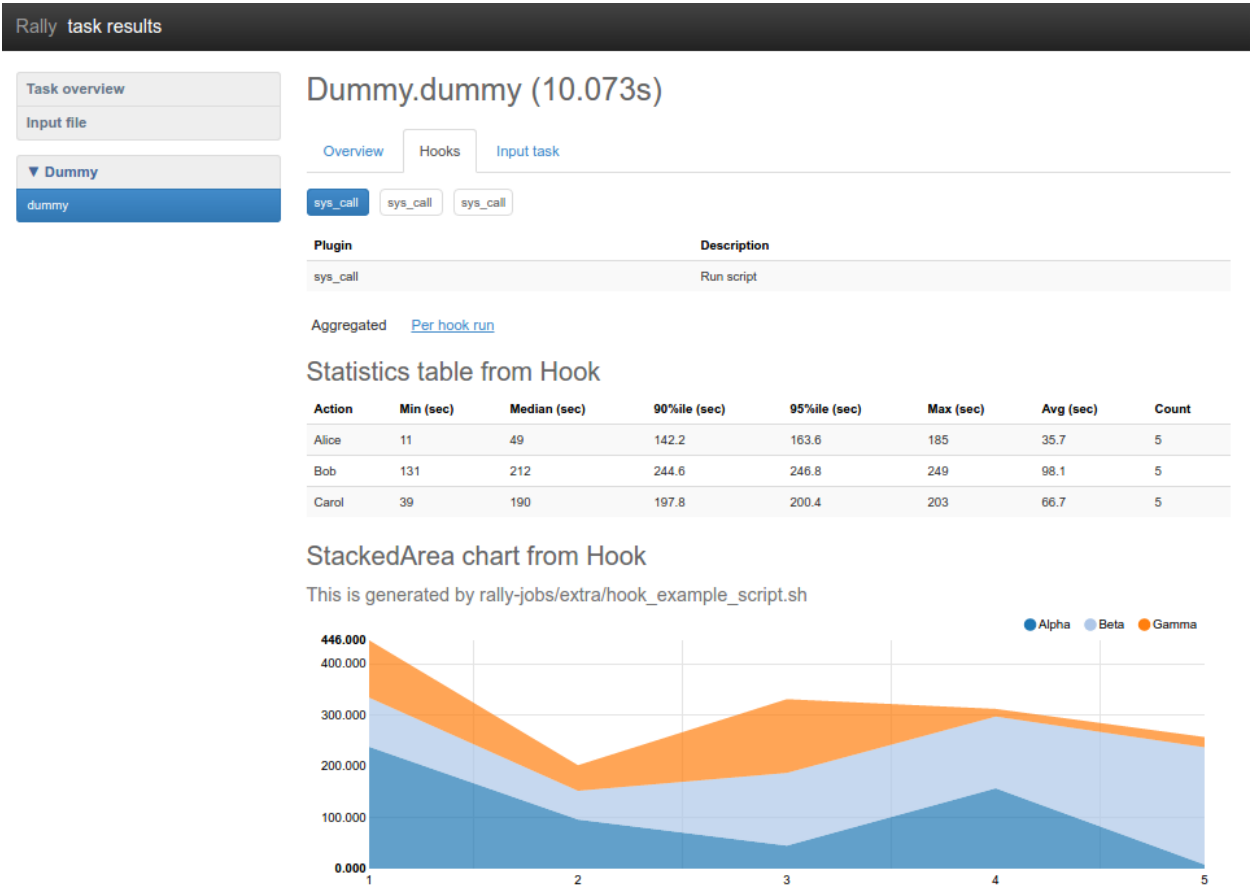 Rally task results
Task overview
Input file
▼ Dummy
dummy
Dummy.dummy (10.073s)
Overview Hooks Input task
sys_call sys_call sys_call
Plugin Description
sys_call Run script
Aggregated Per hook run
Statistics table from Hook
Action Min (sec) Median (sec) 90%ile (sec) 95%ile (sec) Max (sec) Avg (sec) Count
Alice 11 49 142.2 163.6 185 35.7 5
Bob 131 212 244.6 246.8 249 98.1 5
Carol 39 190 197.8 200.4 203 66.7 5
StackedArea chart from Hook
This is generated by rally-jobs/extra/hook_example_script.sh
Alpha Beta Gamma
446.000
400.000
300.000
200.000
100.000
0.000
1 2 3 4 5